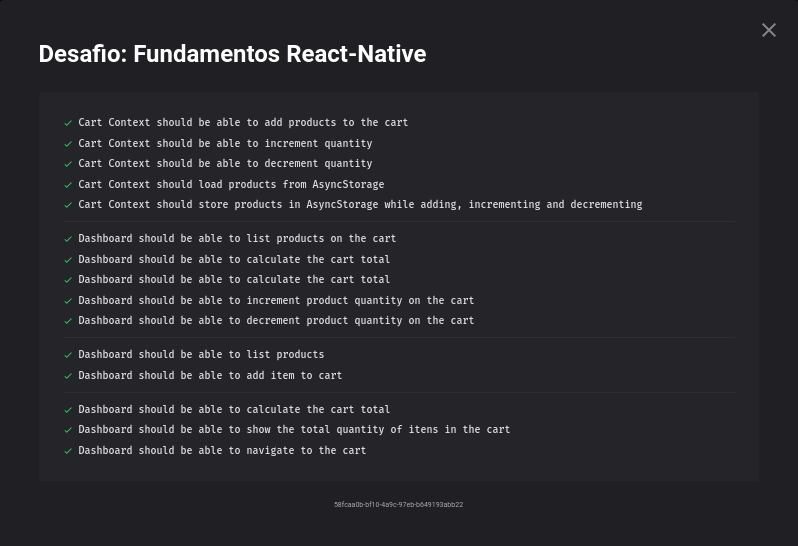 Desafio: Fundamentos React-Native
Cart Context should be able to add products to the cart
Cart Context should be able to increment quantity
Cart Context should be able to decrement quantity
Cart Context should load products from AsyncStorage
Cart Context should store products in AsyncStorage while adding, incrementing and decrementing
Dashboard should be able to list products on the cart
Dashboard should be able to calculate the cart total
Dashboard should be able to calculate the cart total
Dashboard should be able to increment product quantity on the cart
Dashboard should be able to decrement product quantity on the cart
Dashboard should be able to list products
Dashboard should be able to add item to cart
Dashboard should be able to calculate the cart total
Dashboard should be able to show the total quantity of itens in the cart
Dashboard should be able to navigate to the cart
58fcaa0b-bf10-4a9c-97eb-b649193abb22